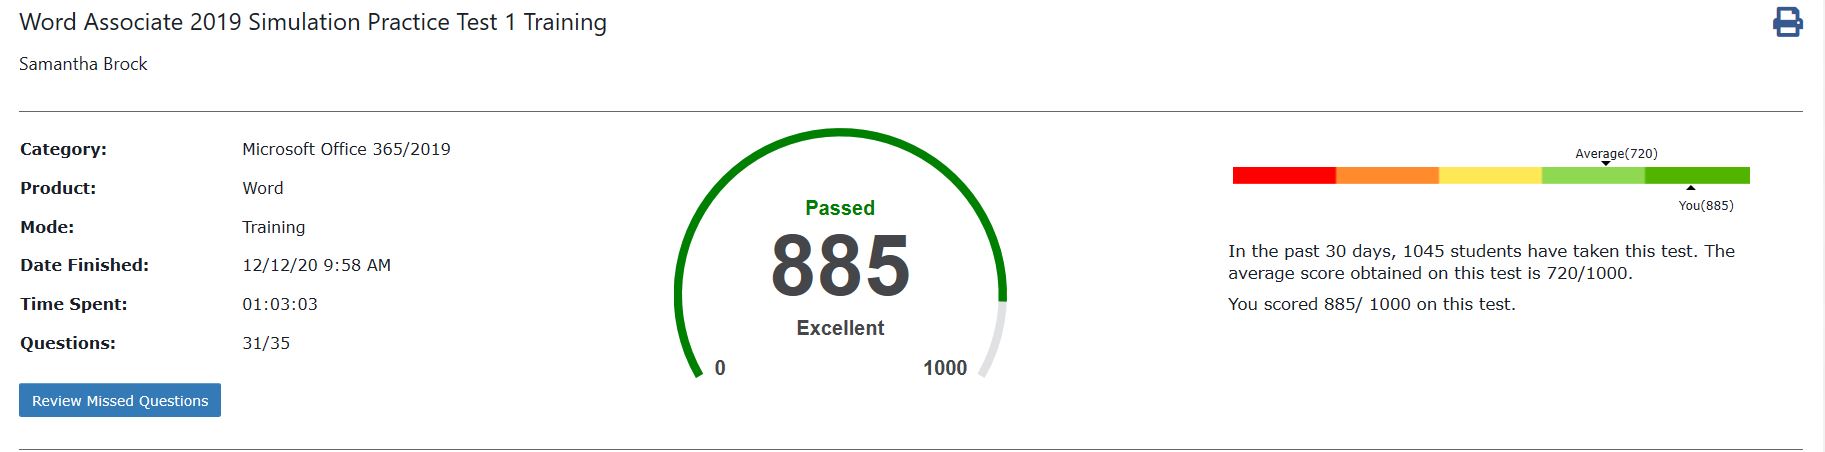 Word Associate 2019 Simulation Practice Test 1 Training
Samantha Brock
Category: Microsoft Office 365/2019
Product: Word
Mode: Training
Date Finished: 12/12/20 9:58 AM
Time Spent: 01:03:03
Questions: 31/35
Review Missed Questions
Passed
885
Excellent
0 1000
Average(720)
You(885)
In the past 30 days, 1045 students have taken this test. The
average score obtained on this test is 720/1000.
You scored 885/ 1000 on this test.